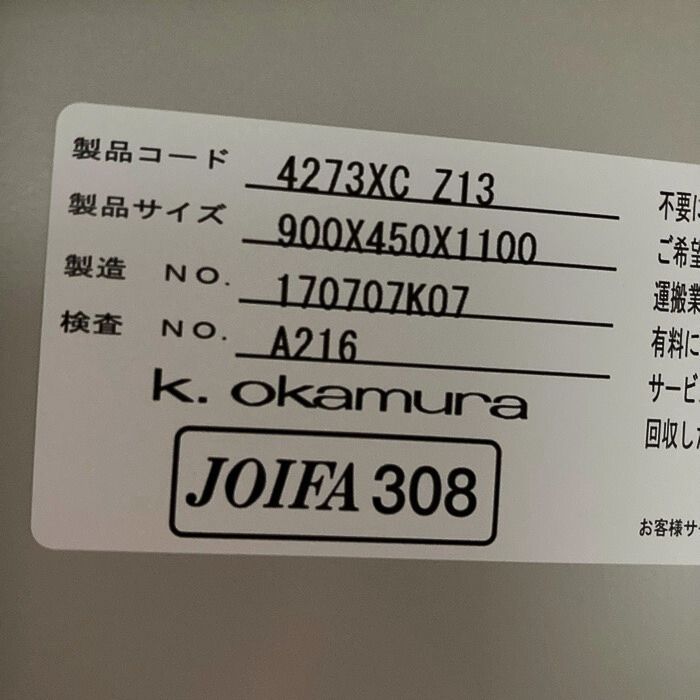 製品コード 4273XC Z13
製品サイズ 900X450X1100
製造 NO. 170707K07
検査 NO. A216
k. okamura
JOIFA 308
不要に
ご希望
運搬業
有料に
サービ
回収した
お客様サー